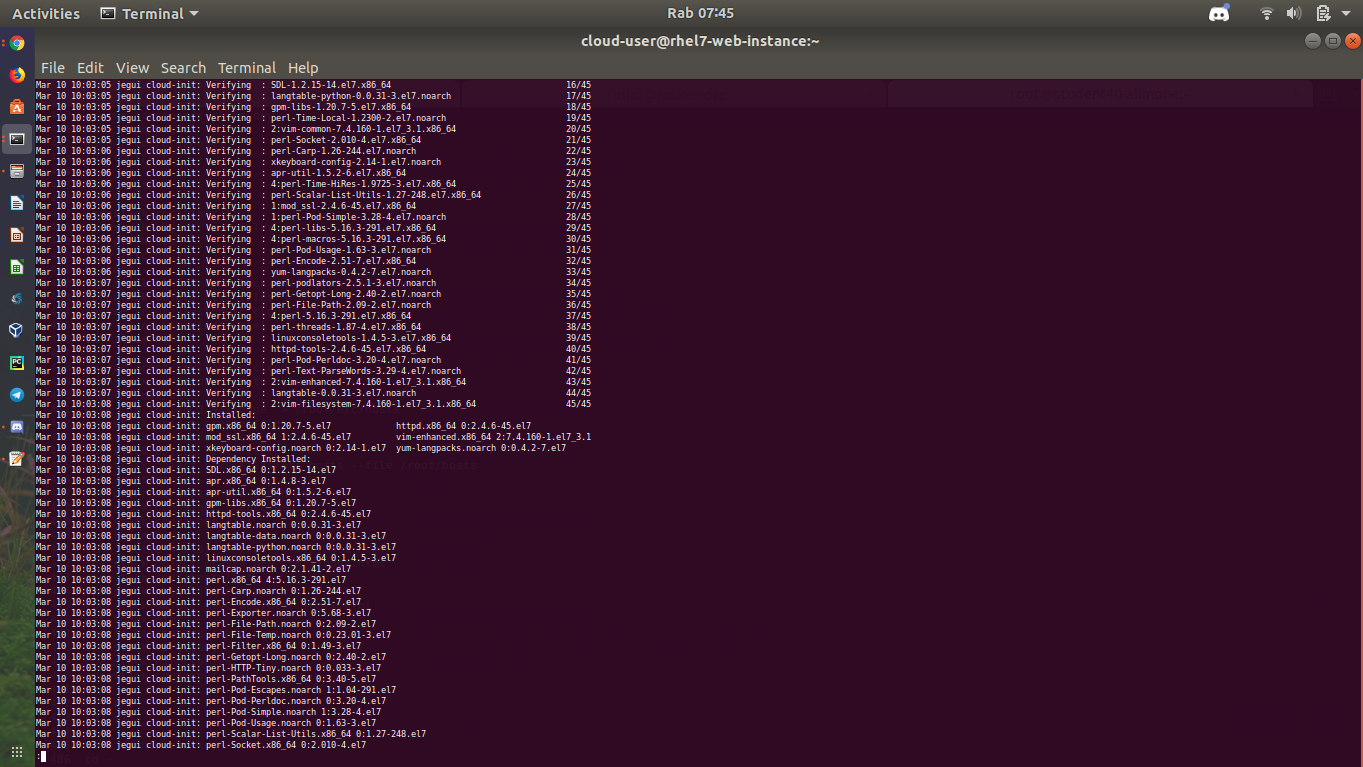 Activities Terminal Rab 07:45
cloud-user@rhel7-web-instance:~
File Edit View Search Terminal Help
Mar 10 10:03:05 jegui cloud-init: Verifying  : SDL-1.2.15-14.el7.x86_64 16/45
Mar 10 10:03:05 jegui cloud-init: Verifying  : langtable-python-0.0.31-3.el7.noarch 17/45
Mar 10 10:03:05 jegui cloud-init: Verifying  : gpm-libs-1.20.7-5.el7.x86_64 18/45
Mar 10 10:03:05 jegui cloud-init: Verifying  : perl-Time-Local-1.2300-2.el7.noarch 19/45
Mar 10 10:03:05 jegui cloud-init: Verifying  : 2:vim-common-7.4.160-1.el7_3.1.x86_64 20/45
Mar 10 10:03:05 jegui cloud-init: Verifying  : perl-Socket-2.010-4.el7.x86_64 21/45
Mar 10 10:03:06 jegui cloud-init: Verifying  : perl-Carp-1.26-244.el7.noarch 22/45
Mar 10 10:03:06 jegui cloud-init: Verifying  : xkeyboard-config-2.14-1.el7.noarch 23/45
Mar 10 10:03:06 jegui cloud-init: Verifying  : apr-util-1.5.2-6.el7.x86_64 24/45
Mar 10 10:03:06 jegui cloud-init: Verifying  : 4:perl-Time-HiRes-1.9725-3.el7.x86_64 25/45
Mar 10 10:03:06 jegui cloud-init: Verifying  : perl-Scalar-List-Utils-1.27-248.el7.x86_64 26/45
Mar 10 10:03:06 jegui cloud-init: Verifying  : 1:mod_ssl-2.4.6-45.el7.x86_64 27/45
Mar 10 10:03:06 jegui cloud-init: Verifying  : 1:perl-Pod-Simple-3.28-4.el7.noarch 28/45
Mar 10 10:03:06 jegui cloud-init: Verifying  : 4:perl-libs-5.16.3-291.el7.x86_64 29/45
Mar 10 10:03:06 jegui cloud-init: Verifying  : 4:perl-macros-5.16.3-291.el7.x86_64 30/45
Mar 10 10:03:06 jegui cloud-init: Verifying  : perl-Pod-Usage-1.63-3.el7.noarch 31/45
Mar 10 10:03:06 jegui cloud-init: Verifying  : perl-Encode-2.51-7.el7.x86_64 32/45
Mar 10 10:03:06 jegui cloud-init: Verifying  : yum-langpacks-0.4.2-7.el7.noarch 33/45
Mar 10 10:03:07 jegui cloud-init: Verifying  : perl-podlators-2.5.1-3.el7.noarch 34/45
Mar 10 10:03:07 jegui cloud-init: Verifying  : perl-Getopt-Long-2.40-2.el7.noarch 35/45
Mar 10 10:03:07 jegui cloud-init: Verifying  : perl-File-Path-2.09-2.el7.noarch 36/45
Mar 10 10:03:07 jegui cloud-init: Verifying  : 4:perl-5.16.3-291.el7.x86_64 37/45
Mar 10 10:03:07 jegui cloud-init: Verifying  : perl-threads-1.87-4.el7.x86_64 38/45
Mar 10 10:03:07 jegui cloud-init: Verifying  : linuxconsoletools-1.4.5-3.el7.x86_64 39/45
Mar 10 10:03:07 jegui cloud-init: Verifying  : httpd-tools-2.4.6-45.el7.x86_64 40/45
Mar 10 10:03:07 jegui cloud-init: Verifying  : perl-Pod-Perldoc-3.20-4.el7.noarch 41/45
Mar 10 10:03:07 jegui cloud-init: Verifying  : perl-Text-ParseWords-3.29-4.el7.noarch 42/45
Mar 10 10:03:07 jegui cloud-init: Verifying  : 2:vim-enhanced-7.4.160-1.el7_3.1.x86_64 43/45
Mar 10 10:03:07 jegui cloud-init: Verifying  : langtable-0.0.31-3.el7.noarch 44/45
Mar 10 10:03:08 jegui cloud-init: Verifying  : 2:vim-filesystem-7.4.160-1.el7_3.1.x86_64 45/45
Mar 10 10:03:08 jegui cloud-init: Installed:
Mar 10 10:03:08 jegui cloud-init: gpm.x86_64 0:1.20.7-5.el7 httpd.x86_64 0:2.4.6-45.el7
Mar 10 10:03:08 jegui cloud-init: mod_ssl.x86_64 1:2.4.6-45.el7 vim-enhanced.x86_64 2:7.4.160-1.el7_3.1
Mar 10 10:03:08 jegui cloud-init: xkeyboard-config.noarch 0:2.14-1.el7 yum-langpacks.noarch 0:0.4.2-7.el7
Mar 10 10:03:08 jegui cloud-init: Dependency Installed:
Mar 10 10:03:08 jegui cloud-init: SDL.x86_64 0:1.2.15-14.el7
Mar 10 10:03:08 jegui cloud-init: apr.x86_64 0:1.4.8-3.el7
Mar 10 10:03:08 jegui cloud-init: apr-util.x86_64 0:1.5.2-6.el7
Mar 10 10:03:08 jegui cloud-init: gpm-libs.x86_64 0:1.20.7-5.el7
Mar 10 10:03:08 jegui cloud-init: httpd-tools.x86_64 0:2.4.6-45.el7
Mar 10 10:03:08 jegui cloud-init: langtable.noarch 0:0.0.31-3.el7
Mar 10 10:03:08 jegui cloud-init: langtable-data.noarch 0:0.0.31-3.el7
Mar 10 10:03:08 jegui cloud-init: langtable-python.noarch 0:0.0.31-3.el7
Mar 10 10:03:08 jegui cloud-init: linuxconsoletools.x86_64 0:1.4.5-3.el7
Mar 10 10:03:08 jegui cloud-init: mailcap.noarch 0:2.1.41-2.el7
Mar 10 10:03:08 jegui cloud-init: perl.x86_64 4:5.16.3-291.el7
Mar 10 10:03:08 jegui cloud-init: perl-Carp.noarch 0:1.26-244.el7
Mar 10 10:03:08 jegui cloud-init: perl-Encode.x86_64 0:2.51-7.el7
Mar 10 10:03:08 jegui cloud-init: perl-Exporter.noarch 0:5.68-3.el7
Mar 10 10:03:08 jegui cloud-init: perl-File-Path.noarch 0:2.09-2.el7
Mar 10 10:03:08 jegui cloud-init: perl-File-Temp.noarch 0:0.23.01-3.el7
Mar 10 10:03:08 jegui cloud-init: perl-Filter.x86_64 0:1.49-3.el7
Mar 10 10:03:08 jegui cloud-init: perl-Getopt-Long.noarch 0:2.40-2.el7
Mar 10 10:03:08 jegui cloud-init: perl-HTTP-Tiny.noarch 0:0.033-3.el7
Mar 10 10:03:08 jegui cloud-init: perl-PathTools.x86_64 0:3.40-5.el7
Mar 10 10:03:08 jegui cloud-init: perl-Pod-Escapes.noarch 1:1.04-291.el7
Mar 10 10:03:08 jegui cloud-init: perl-Pod-Perldoc.noarch 0:3.20-4.el7
Mar 10 10:03:08 jegui cloud-init: perl-Pod-Simple.noarch 1:3.28-4.el7
Mar 10 10:03:08 jegui cloud-init: perl-Pod-Usage.noarch 0:1.63-3.el7
Mar 10 10:03:08 jegui cloud-init: perl-Scalar-List-Utils.x86_64 0:1.27-248.el7
Mar 10 10:03:08 jegui cloud-init: perl-Socket.x86_64 0:2.010-4.el7
: